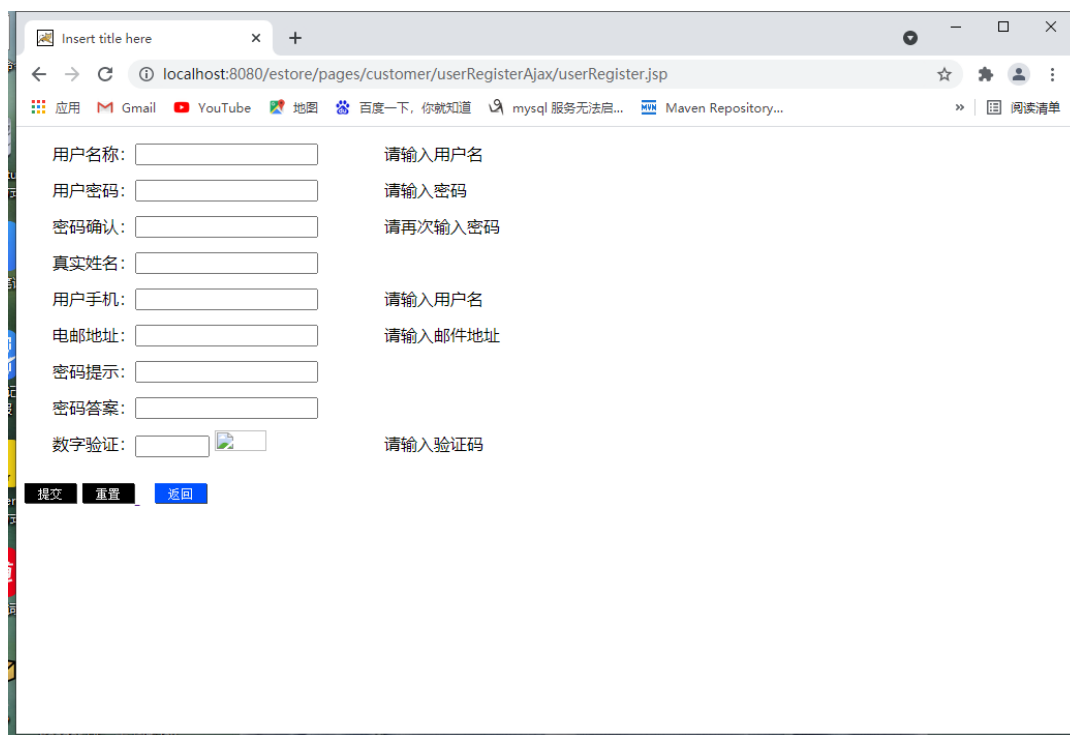 Insert title here
localhost:8080/estore/pages/customer/userRegisterAjax/userRegister.jsp
应用 Gmail YouTube 地图 百度一下，你就知道 mysql 服务无法启... Maven Repository... » 阅读清单
用户名称： 请输入用户名
用户密码： 请输入密码
密码确认： 请再次输入密码
真实姓名：
用户手机： 请输入用户名
电邮地址： 请输入邮件地址
密码提示：
密码答案：
数字验证： 请输入验证码
提交 重置 返回